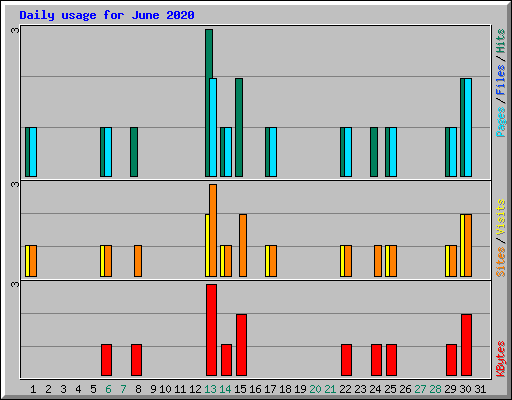 Daily usage for June 2020
3
Pages/Files/Hits
3
Sites/Visits
3
KBytes
1 2 3 4 5 6 7 8 9 10 11 12 13 14 15 16 17 18 19 20 21 22 23 24 25 26 27 28 29 30 31